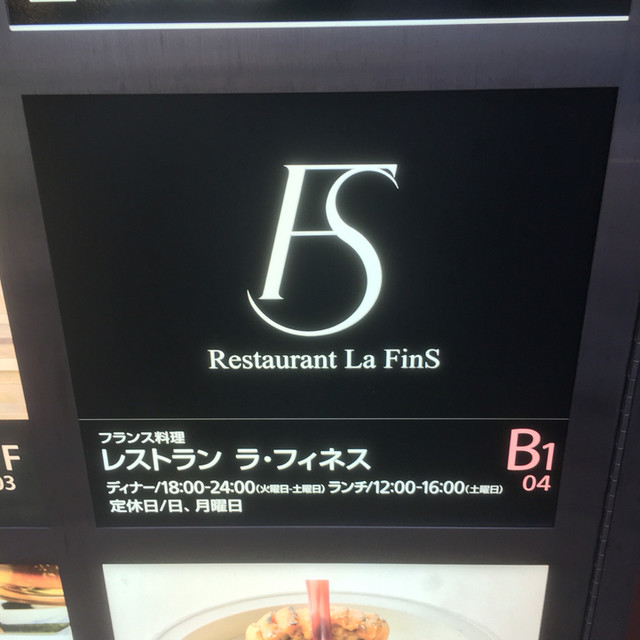 FS
Restaurant La FinS
フランス料理
レストラン ラ・フィネス
ディナー/18:00-24:00(火曜日-土曜日) ランチ/12:00-16:00(土曜日)
定休日/日、月曜日
B1
04
F
03